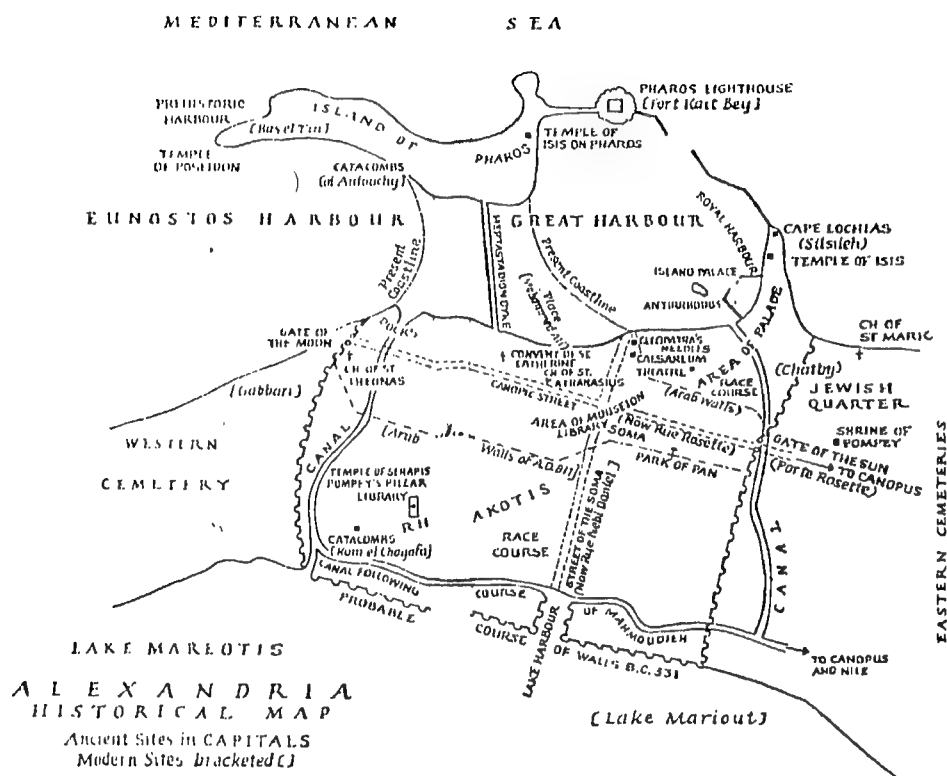 MEDITERRANEAN SEA
PHAROS LIGHTHOUSE
[Fort Kait Bey]
PREHISTORIC
HARBOUR
[Ras el Tin]
ISLAND OF
PHAROS
TEMPLE OF
ISIS ON PHAROS
TEMPLE
OF POSEIDON
CATACOMBS
[of Anfouchy]
EUNOSTOS HARBOUR
GREAT HARBOUR
ROYAL HARBOUR
CAPE LOCHIAS
(Silsileh)
TEMPLE OF ISIS
HEPTASTADION DYKE
Present
Coastline
Present Coastline
ISLAND PALACE
ANTIRRHODUS
AREA OF PALACE
GATE OF
THE MOON
DOCKS
CH OF
ST MARK
CLEOPATRA'S
NEEDLES
CAESAREUM
THEATRE
CONVENT OF ST.
CATHERINE
CH OF ST.
ATHANASIUS
CH OF ST
THEONAS
(Chatby)
[Gabbari]
CANOPIC STREET
RACE
COURSE
(Arab walls)
JEWISH
QUARTER
AREA OF MOUSEION
LIBRARY
SOMA
(Now Rue Rosette)
SHRINE OF
POMPEY
GATE OF THE SUN
(Porta Rosette)
TO CANOPUS
WESTERN
CEMETERY
CANAL
(Arab
Walls of A.D. 811)
PARK OF PAN
TEMPLE OF SERAPIS
POMPEY'S PILLAR
LIBRARY
RH
AKOTIS
CATACOMBS
(Kom el Chogafa)
RACE
COURSE
STREET OF THE SOMA
(Now Rue Nebi Daniel]
CANAL
EASTERN CEMETERIES
CANAL FOLLOWING
COURSE
OF MAHMOUDIEH
PROBABLE
COURSE
OF WALLS B.C. 331
LAKE HARBOUR
TO CANOPUS
AND NILE
LAKE MAREOTIS
[Lake Mariout]
ALEXANDRIA
HISTORICAL MAP
Ancient Sites in CAPITALS
Modern Sites bracketed []